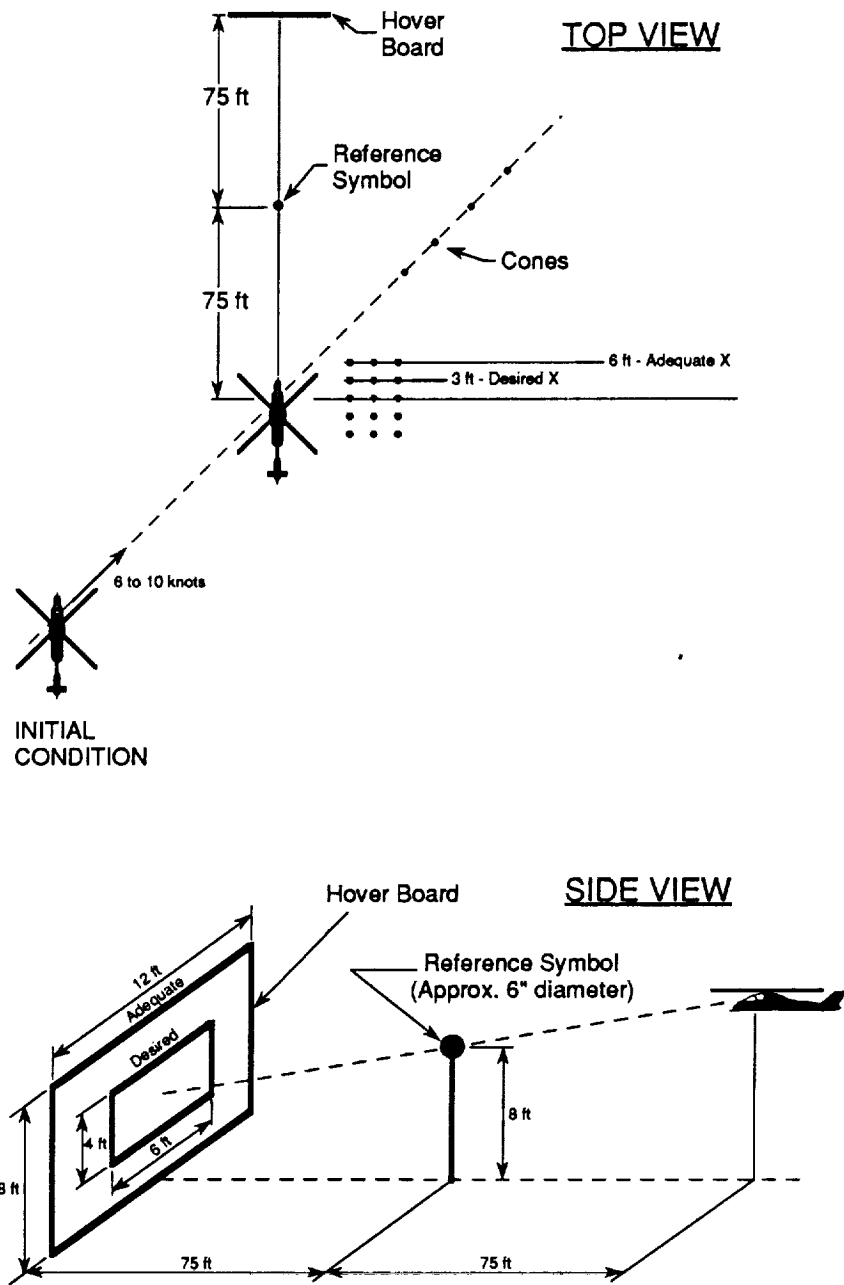 TOP VIEW
Hover
Board
75 ft
Reference
Symbol
Cones
75 ft
6 ft - Adequate X
3 ft - Desired X
6 to 10 knots
INITIAL
CONDITION
SIDE VIEW
Hover Board
Reference Symbol
(Approx. 6" diameter)
12 ft
Adequate
Desired
4 ft
6 ft
8 ft
8 ft
75 ft
75 ft